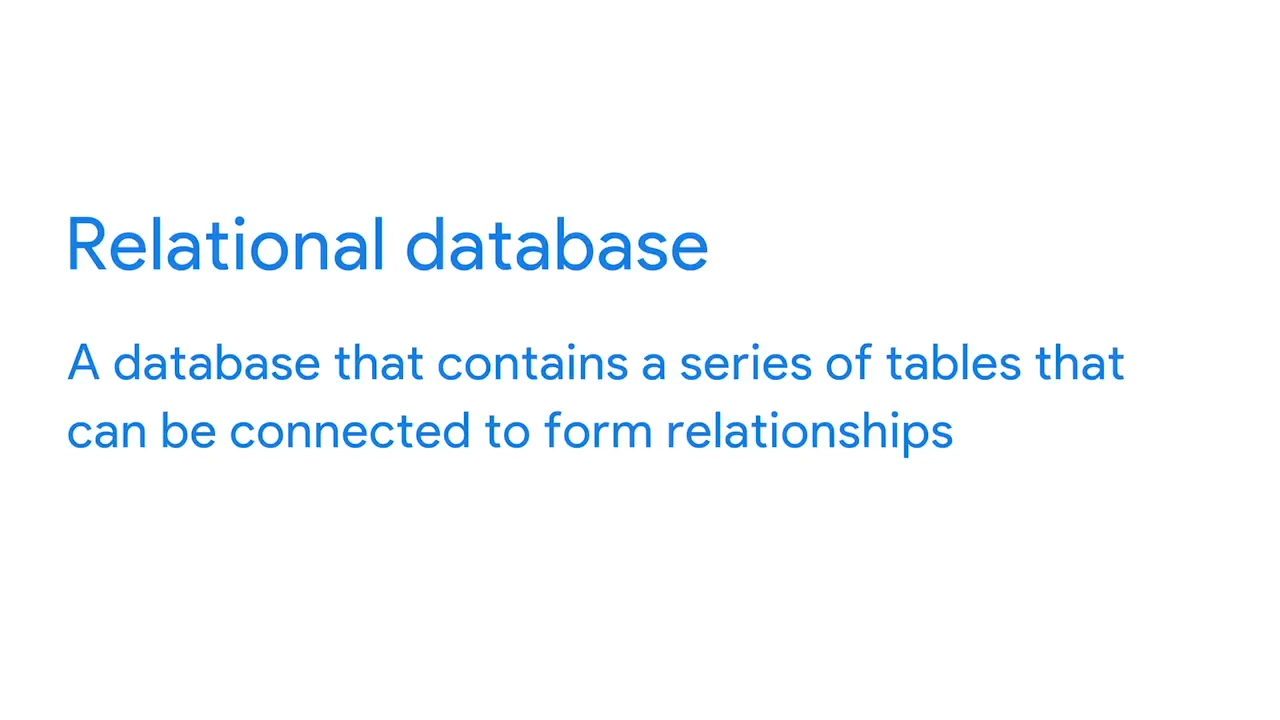 Relational database
A database that contains a series of tables that
can be connected to form relationships